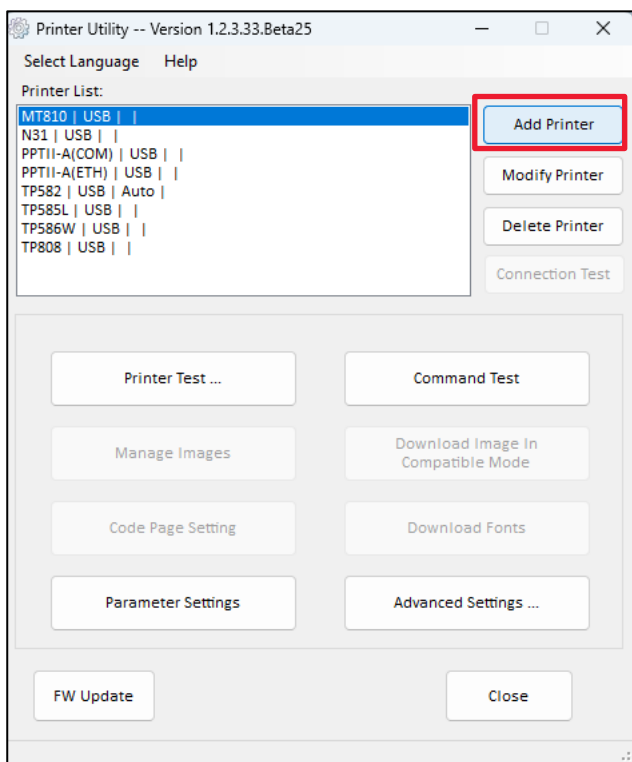 Printer Utility -- Version 1.2.3.33.Beta25
Select Language Help
Printer List:
MT810 | USB | |
N31 | USB | |
PPTII-A(COM) | USB | |
PPTII-A(ETH) | USB | |
TP582 | USB | Auto |
TP585L | USB | |
TP586W | USB | |
TP808 | USB | |
Add Printer
Modify Printer
Delete Printer
Connection Test
Printer Test ...
Command Test
Manage Images
Download Image In
Compatible Mode
Code Page Setting
Download Fonts
Parameter Settings
Advanced Settings ...
FW Update
Close